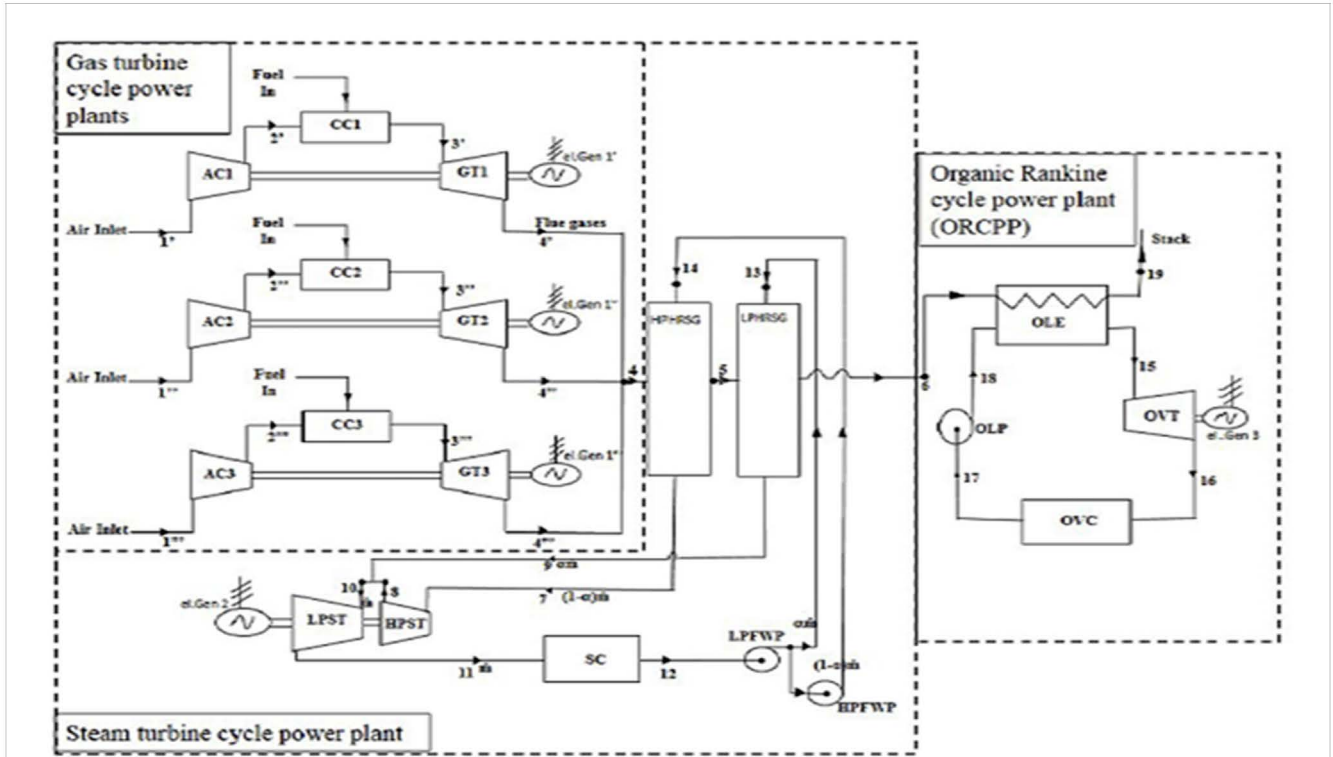 Gas turbine
cycle power
plants
Fuel
In
CC1
2'
3'
el.Gen 1'
AC1
GT1
Air Inlet
1'
Flue gases
4'
Fuel
In
CC2
2''
3''
el.Gen 1''
AC2
GT2
Air Inlet
1''
4''
Fuel
In
CC3
2'''
3'''
el.Gen 1''
AC3
GT3
Air Inlet
1'''
4'''
4
14
13
HPHRSG
LPHRSG
5
6
Organic Rankine
cycle power plant
(ORCPP)
Stack
19
OLE
18
15
OLP
OVT
el..Gen 3
17
16
OVC
9 αṁ
10
ṁ
8
7 (1-α)ṁ
el.Gen 2
LPST
HPST
11 ṁ
SC
12
LPFWP
αṁ
(1-α)ṁ
HPFWP
Steam turbine cycle power plant